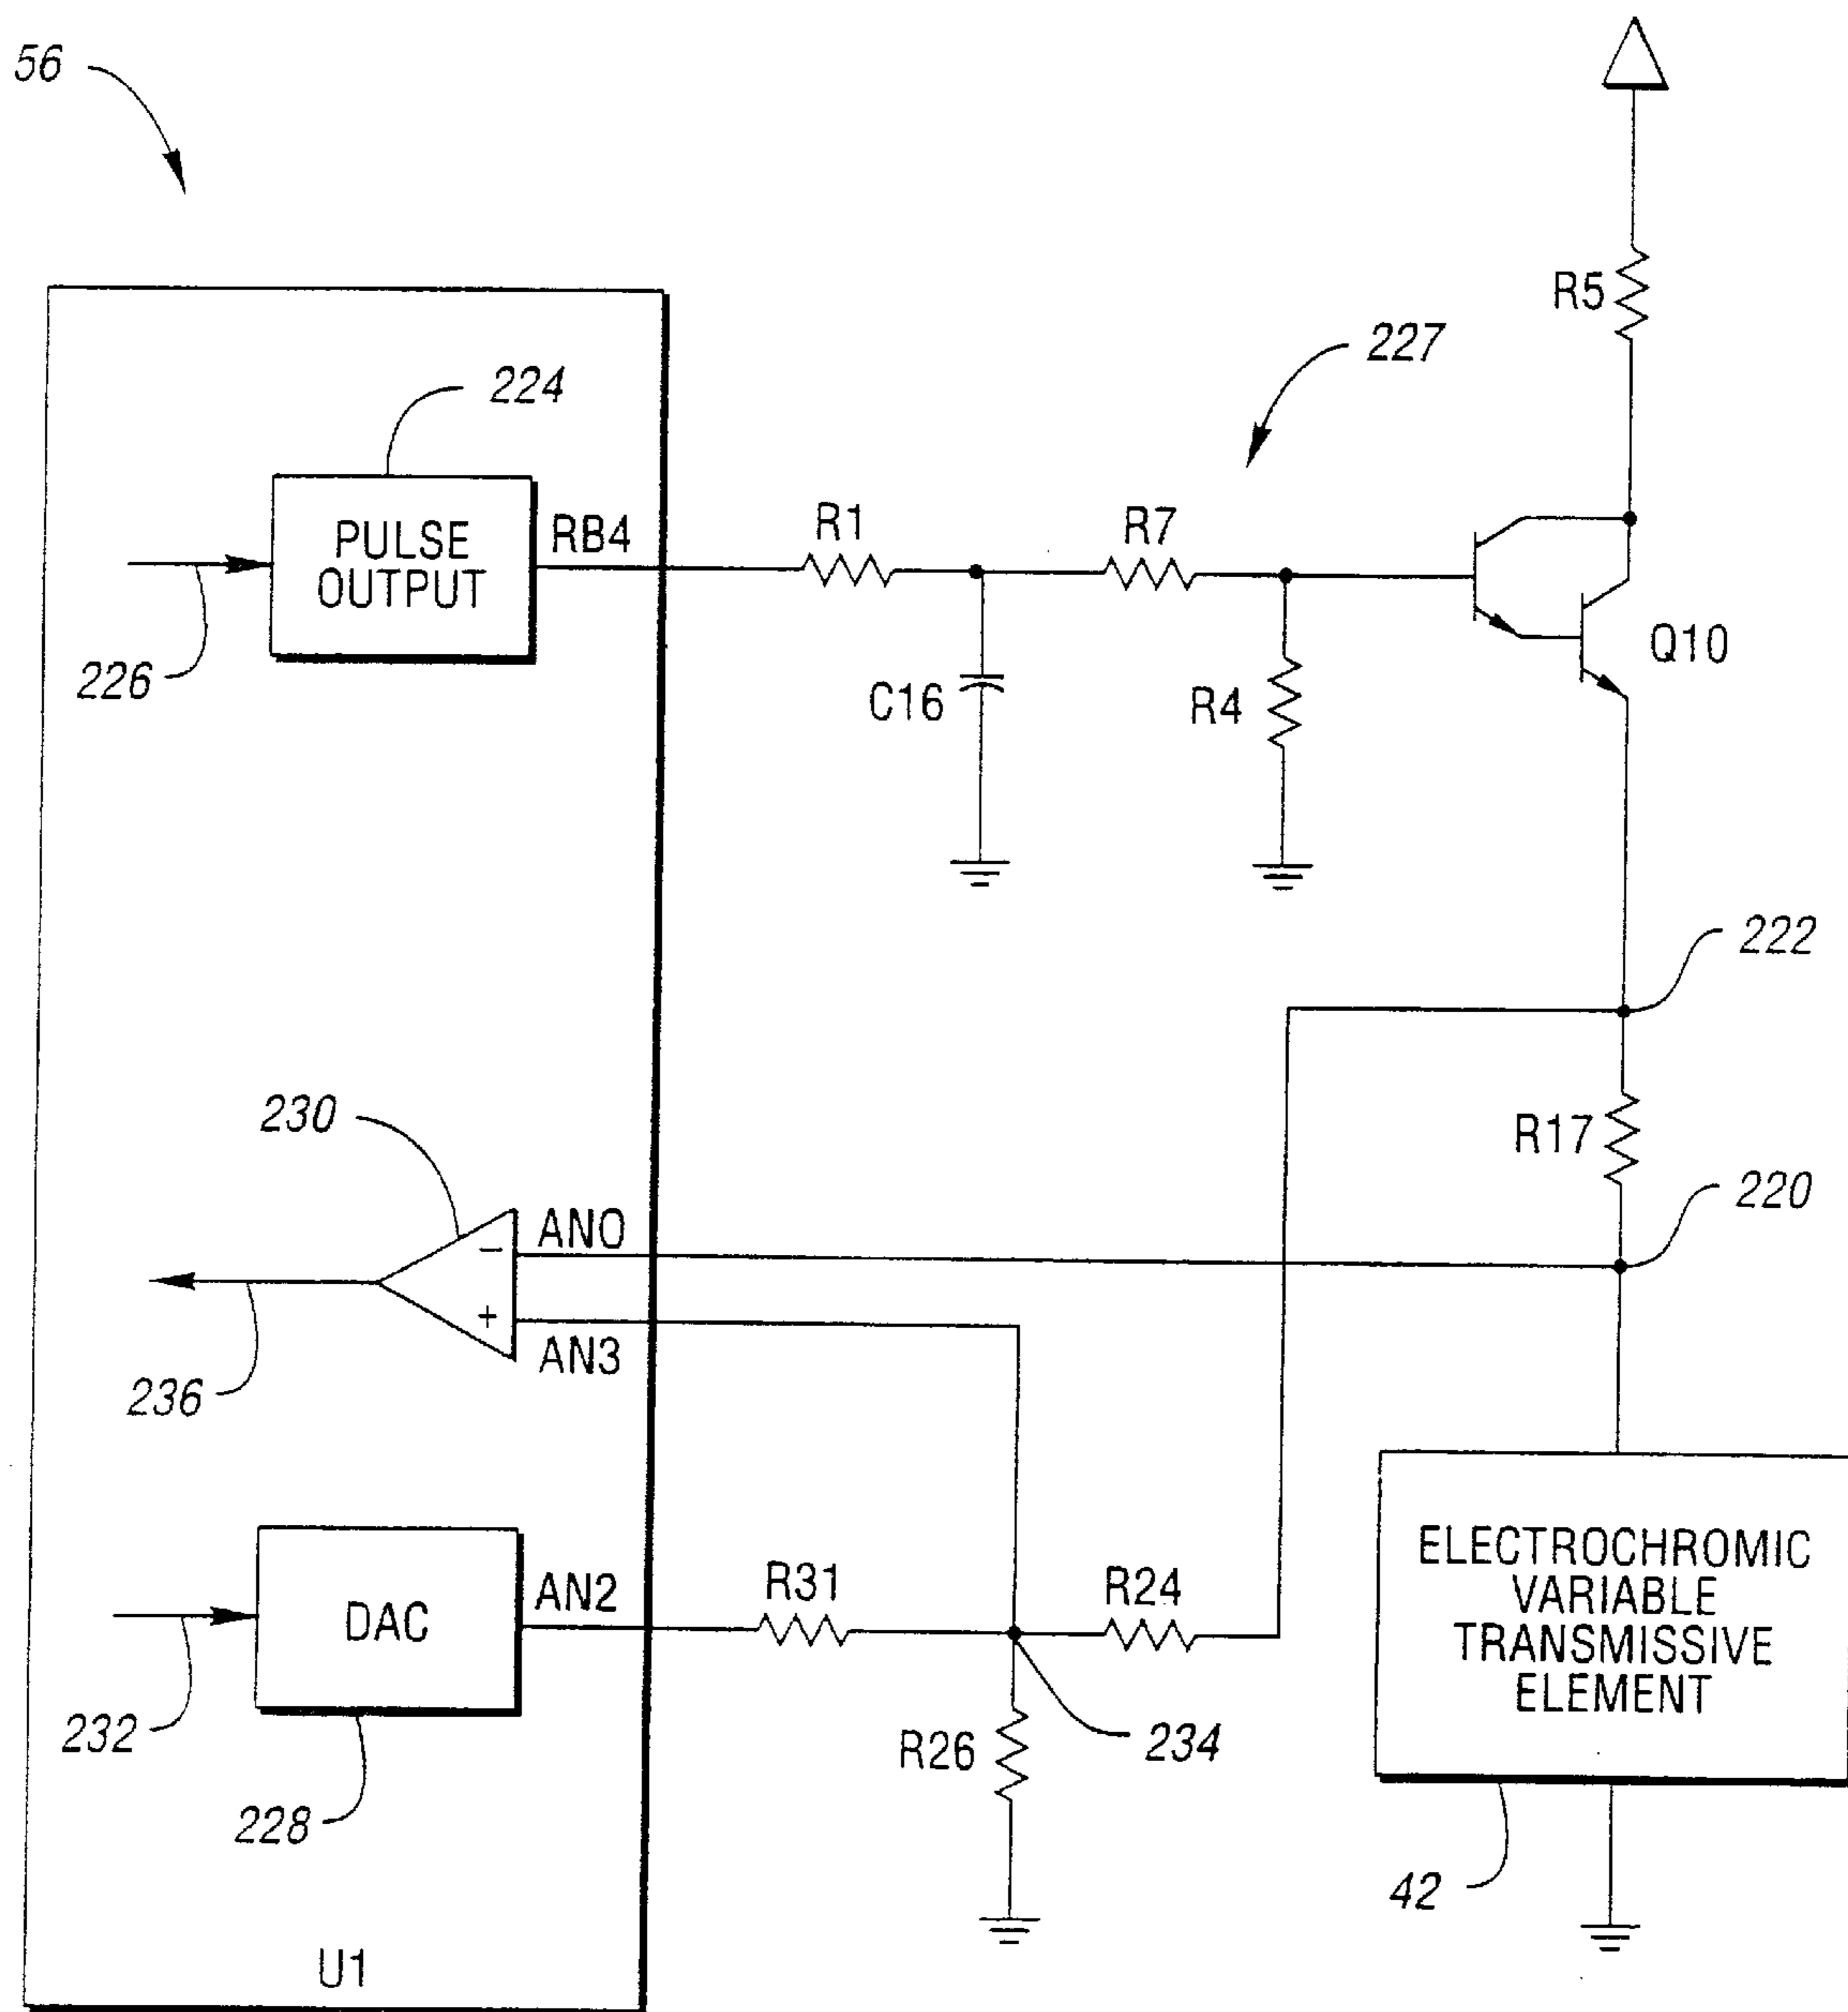 56
R5
227
224
PULSE
OUTPUT
RB4
R1
R7
226
C16
R4
Q10
222
R17
230
220
AN0
−
+
AN3
236
ELECTROCHROMIC
VARIABLE
TRANSMISSIVE
ELEMENT
DAC
AN2
R31
R24
232
R26
234
228
42
U1